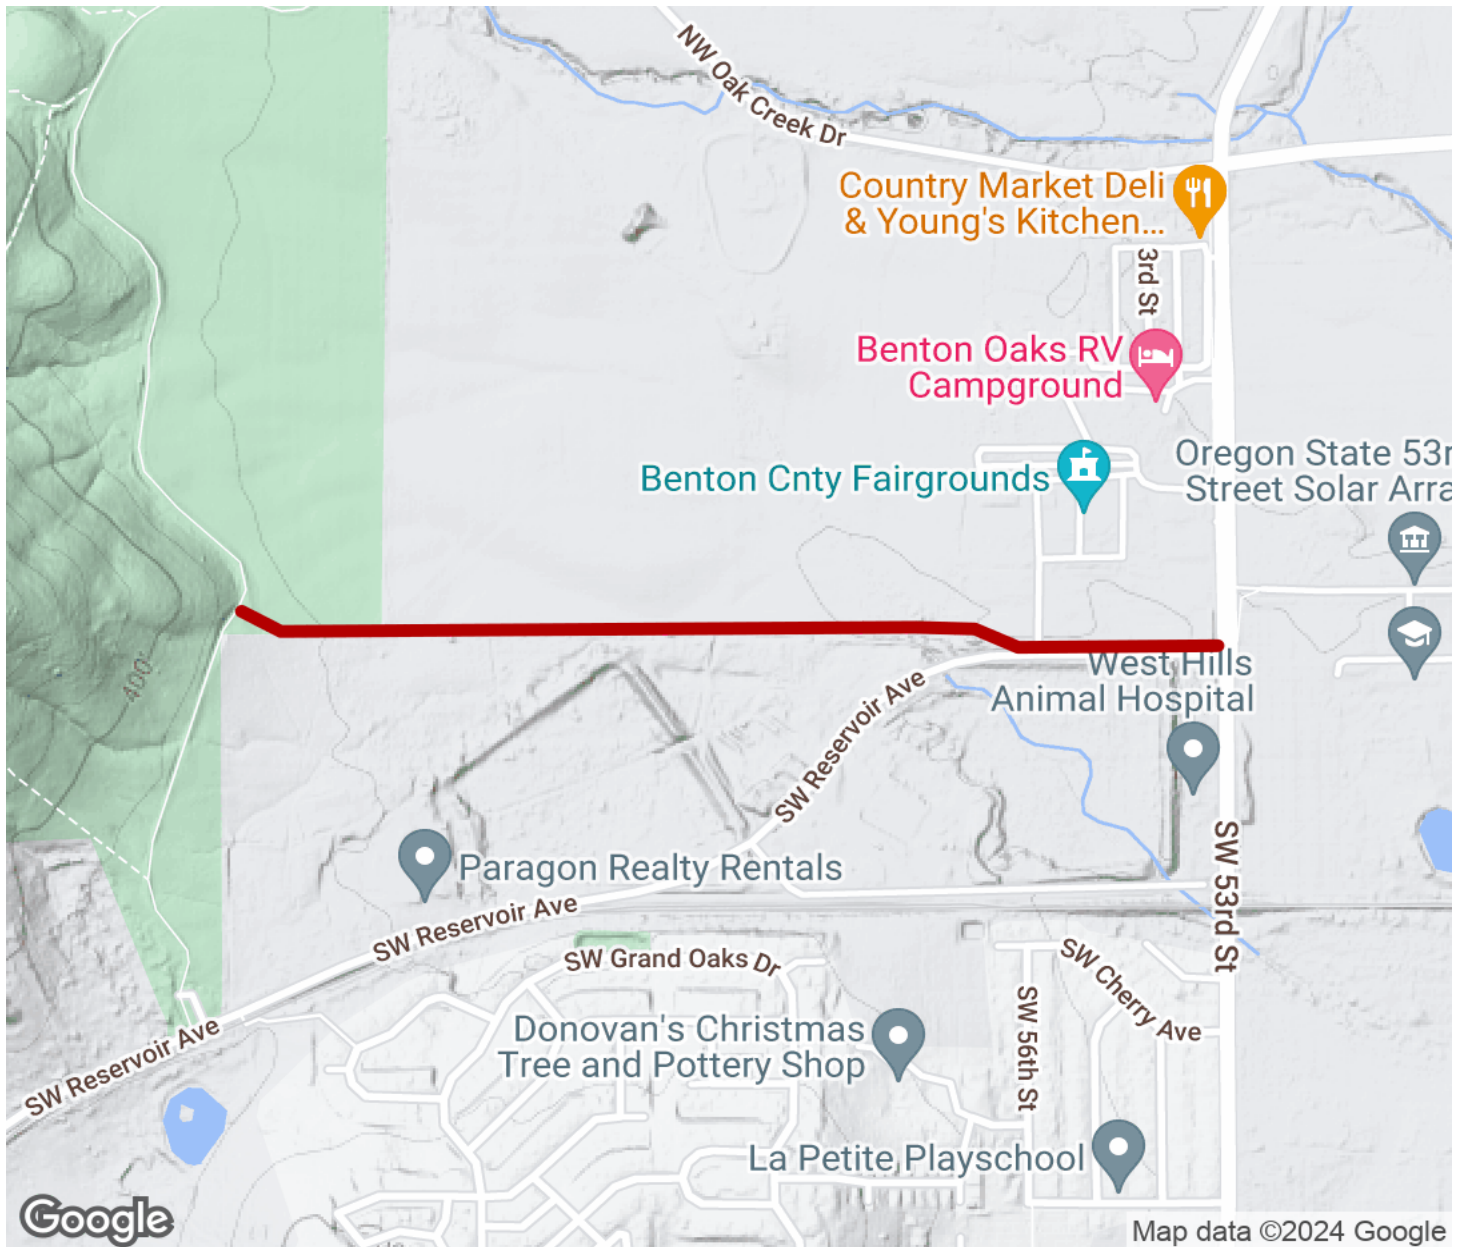 NW Oak Creek Dr
Country Market Deli
& Young's Kitchen...
3rd St
Benton Oaks RV
Campground
Oregon State 53r
Street Solar Arra
Benton Cnty Fairgrounds
West Hills
Animal Hospital
400'
SW Reservoir Ave
SW 53rd St
Paragon Realty Rentals
SW Reservoir Ave
SW Grand Oaks Dr
SW Cherry Ave
SW 56th St
Donovan's Christmas
Tree and Pottery Shop
SW Reservoir Ave
La Petite Playschool
Google
Map data ©2024 Google